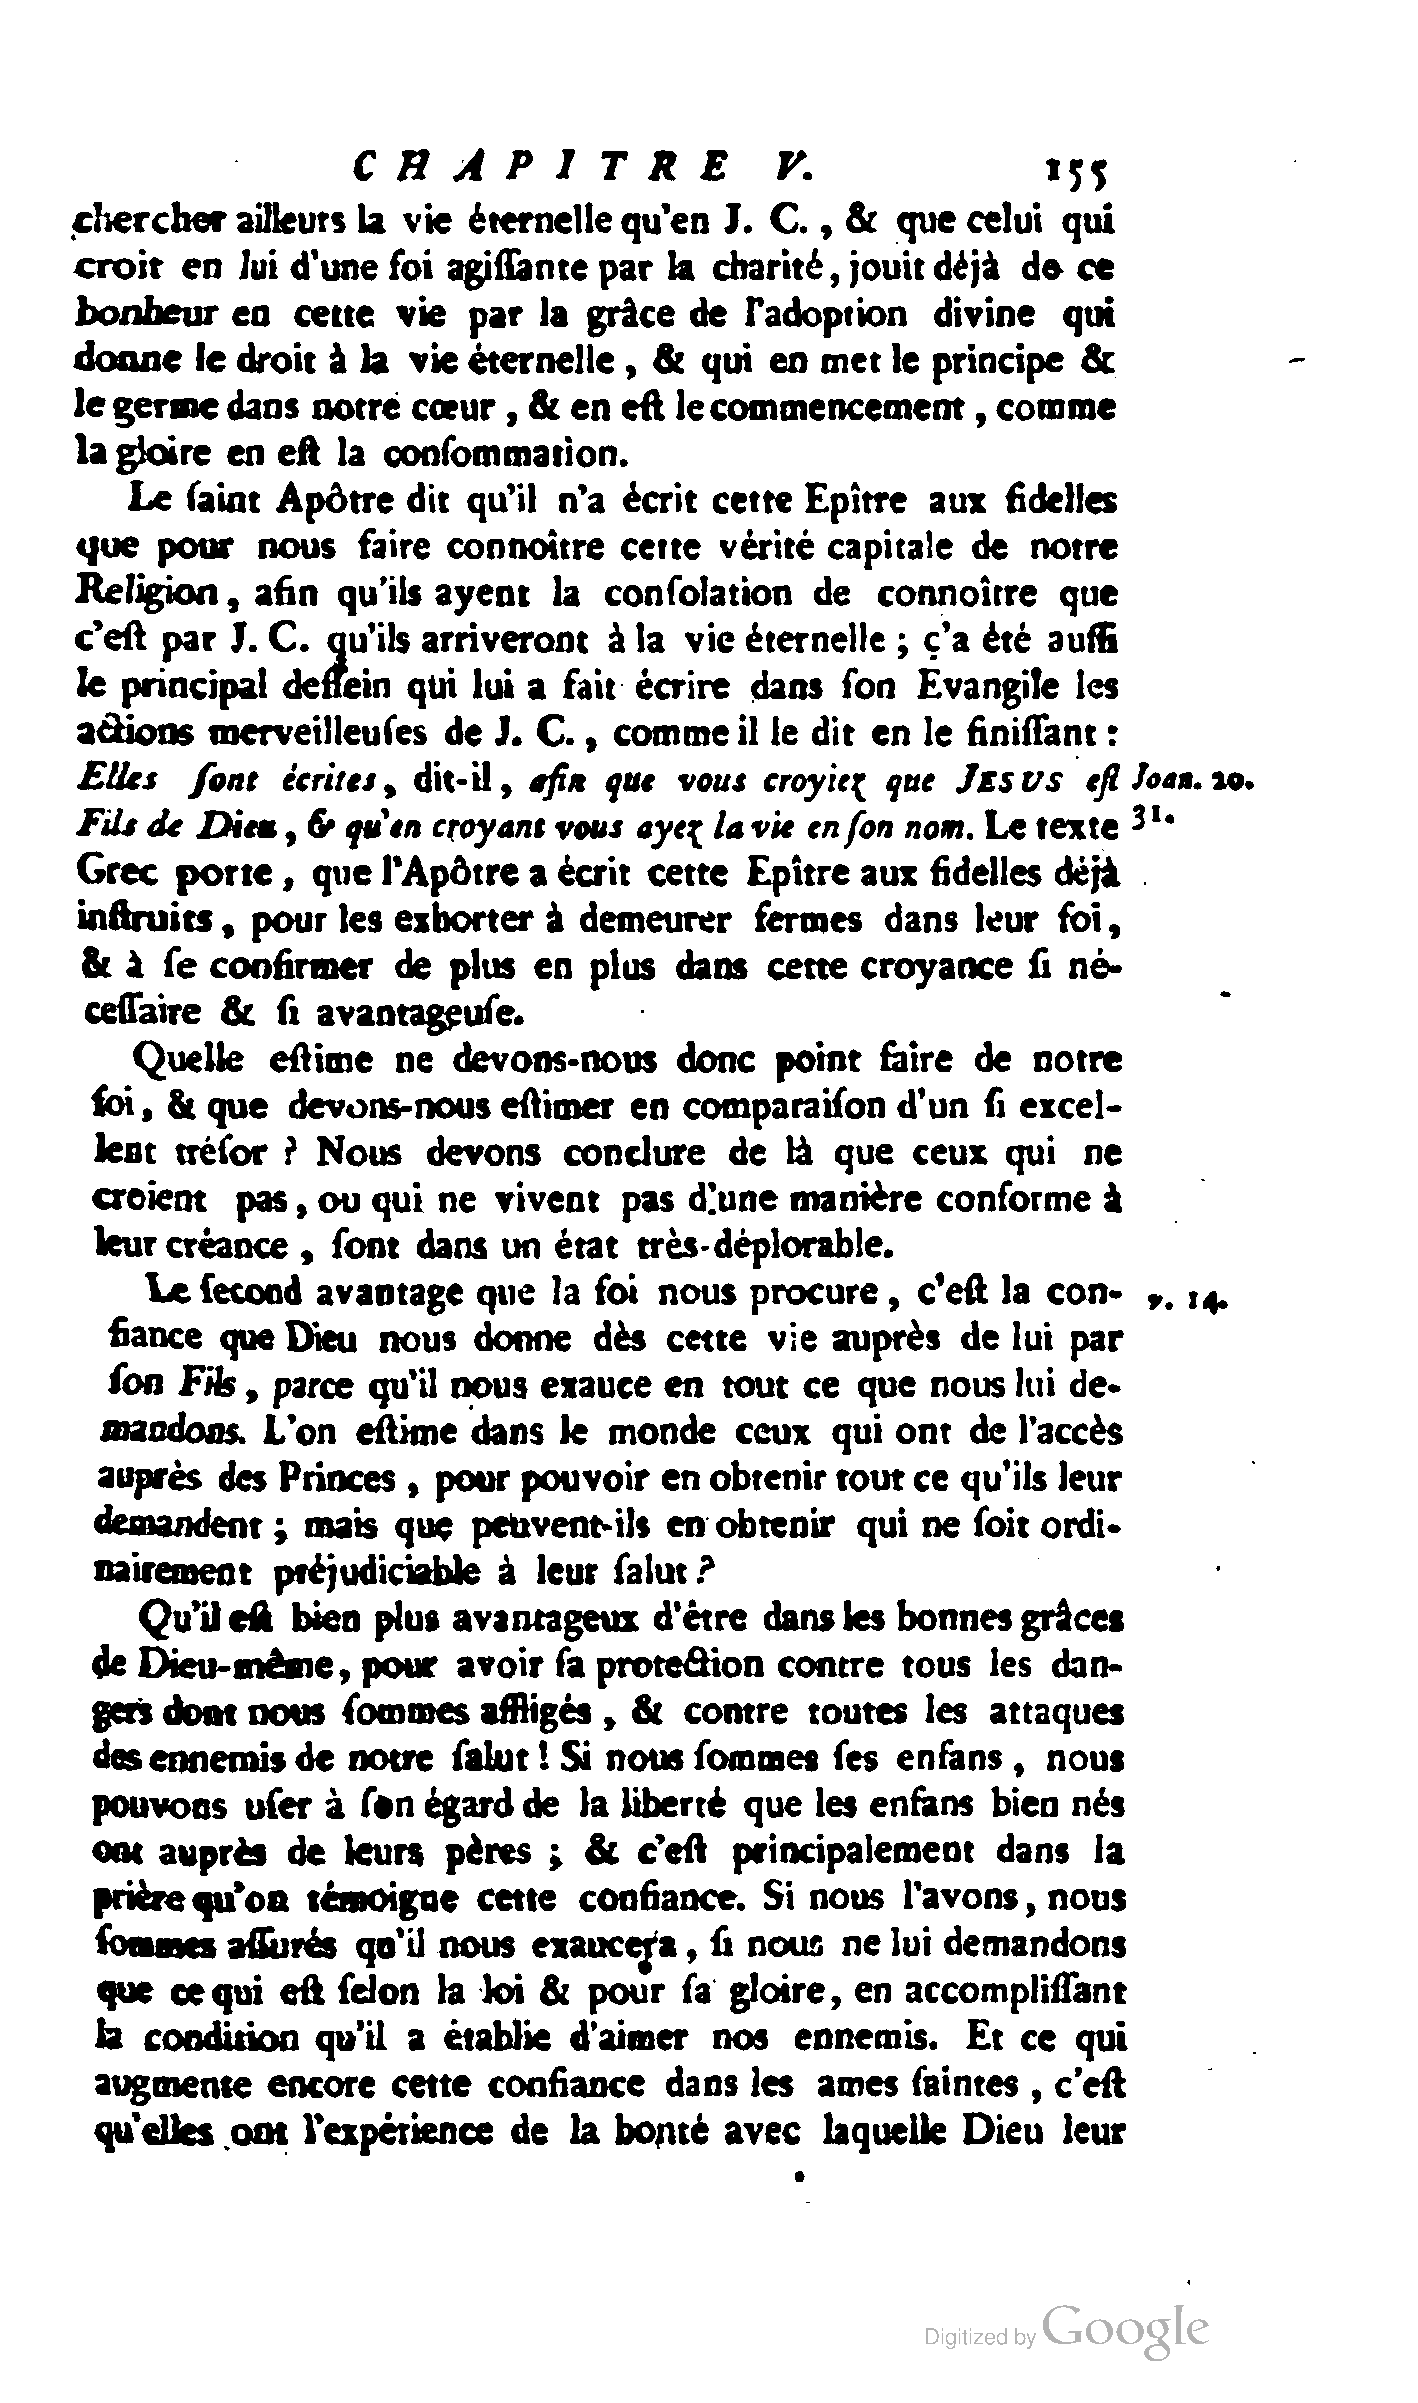 CHAPITRE V. 155
chercher ailleurs la vie éternelle qu'en J. C., & que celui qui
croit en lui d'une foi agiſſante par la charité, jouit déjà de ce
bonheur en cette vie par la grâce de l'adoption divine qui
donne le droit à la vie éternelle, & qui en met le principe &
le germe dans notre cœur, & en eſt le commencement, comme
la gloire en eſt la conſommation.
Le ſaint Apôtre dit qu'il n'a écrit cette Epître aux fidelles
que pour nous faire connoître cette vérité capitale de notre
Religion, afin qu'ils ayent la conſolation de connoître que
c'eſt par J. C. qu'ils arriveront à la vie éternelle; ç'a été auſſi
le principal deſſein qui lui a fait écrire dans ſon Evangile les
actions merveilleuſes de J. C., comme il le dit en le finiſſant :
Elles ſont écrites, dit-il, afin que vous croyiez que JESUS eſt Joan. 20.
Fils de Dieu, & qu'en croyant vous ayez la vie en ſon nom. Le texte 31.
Grec porte, que l'Apôtre a écrit cette Epître aux fidelles déjà
inſtruits, pour les exhorter à demeurer fermes dans leur foi,
& à ſe confirmer de plus en plus dans cette croyance ſi né-
ceſſaire & ſi avantageuſe.
Quelle eſtime ne devons-nous donc point faire de notre
foi, & que devons-nous eſtimer en comparaiſon d'un ſi excel-
lent tréſor ? Nous devons conclure de là que ceux qui ne
croient pas, ou qui ne vivent pas d'une manière conforme à
leur créance, ſont dans un état très-déplorable.
Le ſecond avantage que la foi nous procure, c'eſt la con- v. 14.
fiance que Dieu nous donne dès cette vie auprès de lui par
ſon Fils, parce qu'il nous exauce en tout ce que nous lui de-
mandons. L'on eſtime dans le monde ceux qui ont de l'accès
auprès des Princes, pour pouvoir en obtenir tout ce qu'ils leur
demandent; mais que peuvent-ils en obtenir qui ne ſoit ordi-
nairement préjudiciable à leur ſalut ?
Qu'il eſt bien plus avantageux d'être dans les bonnes grâces
de Dieu-même, pour avoir ſa protection contre tous les dan-
gers dont nous ſommes affligés, & contre toutes les attaques
des ennemis de notre ſalut ! Si nous ſommes ſes enfans, nous
pouvons uſer à ſon égard de la liberté que les enfans bien nés
ont auprès de leurs pères; & c'eſt principalement dans la
prière qu'on témoigne cette confiance. Si nous l'avons, nous
ſommes aſſurés qu'il nous exaucera, ſi nous ne lui demandons
que ce qui eſt ſelon la loi & pour ſa gloire, en accompliſſant
la condition qu'il a établie d'aimer nos ennemis. Et ce qui
augmente encore cette confiance dans les ames ſaintes, c'eſt
qu'elles ont l'expérience de la bonté avec laquelle Dieu leur
Digitized by Google